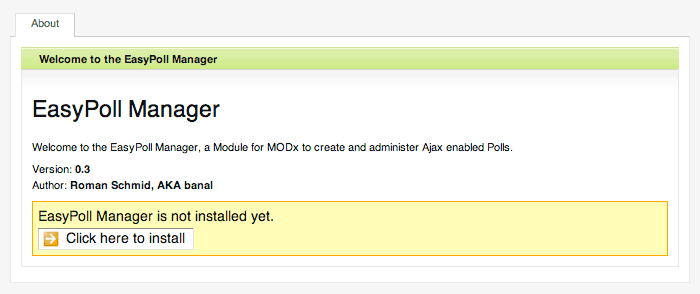 About
Welcome to the EasyPoll Manager
EasyPoll Manager
Welcome to the EasyPoll Manager, a Module for MODx to create and administer Ajax enabled Polls.
Version: 0.3
Author: Roman Schmid, AKA banal
EasyPoll Manager is not installed yet.
Click here to install